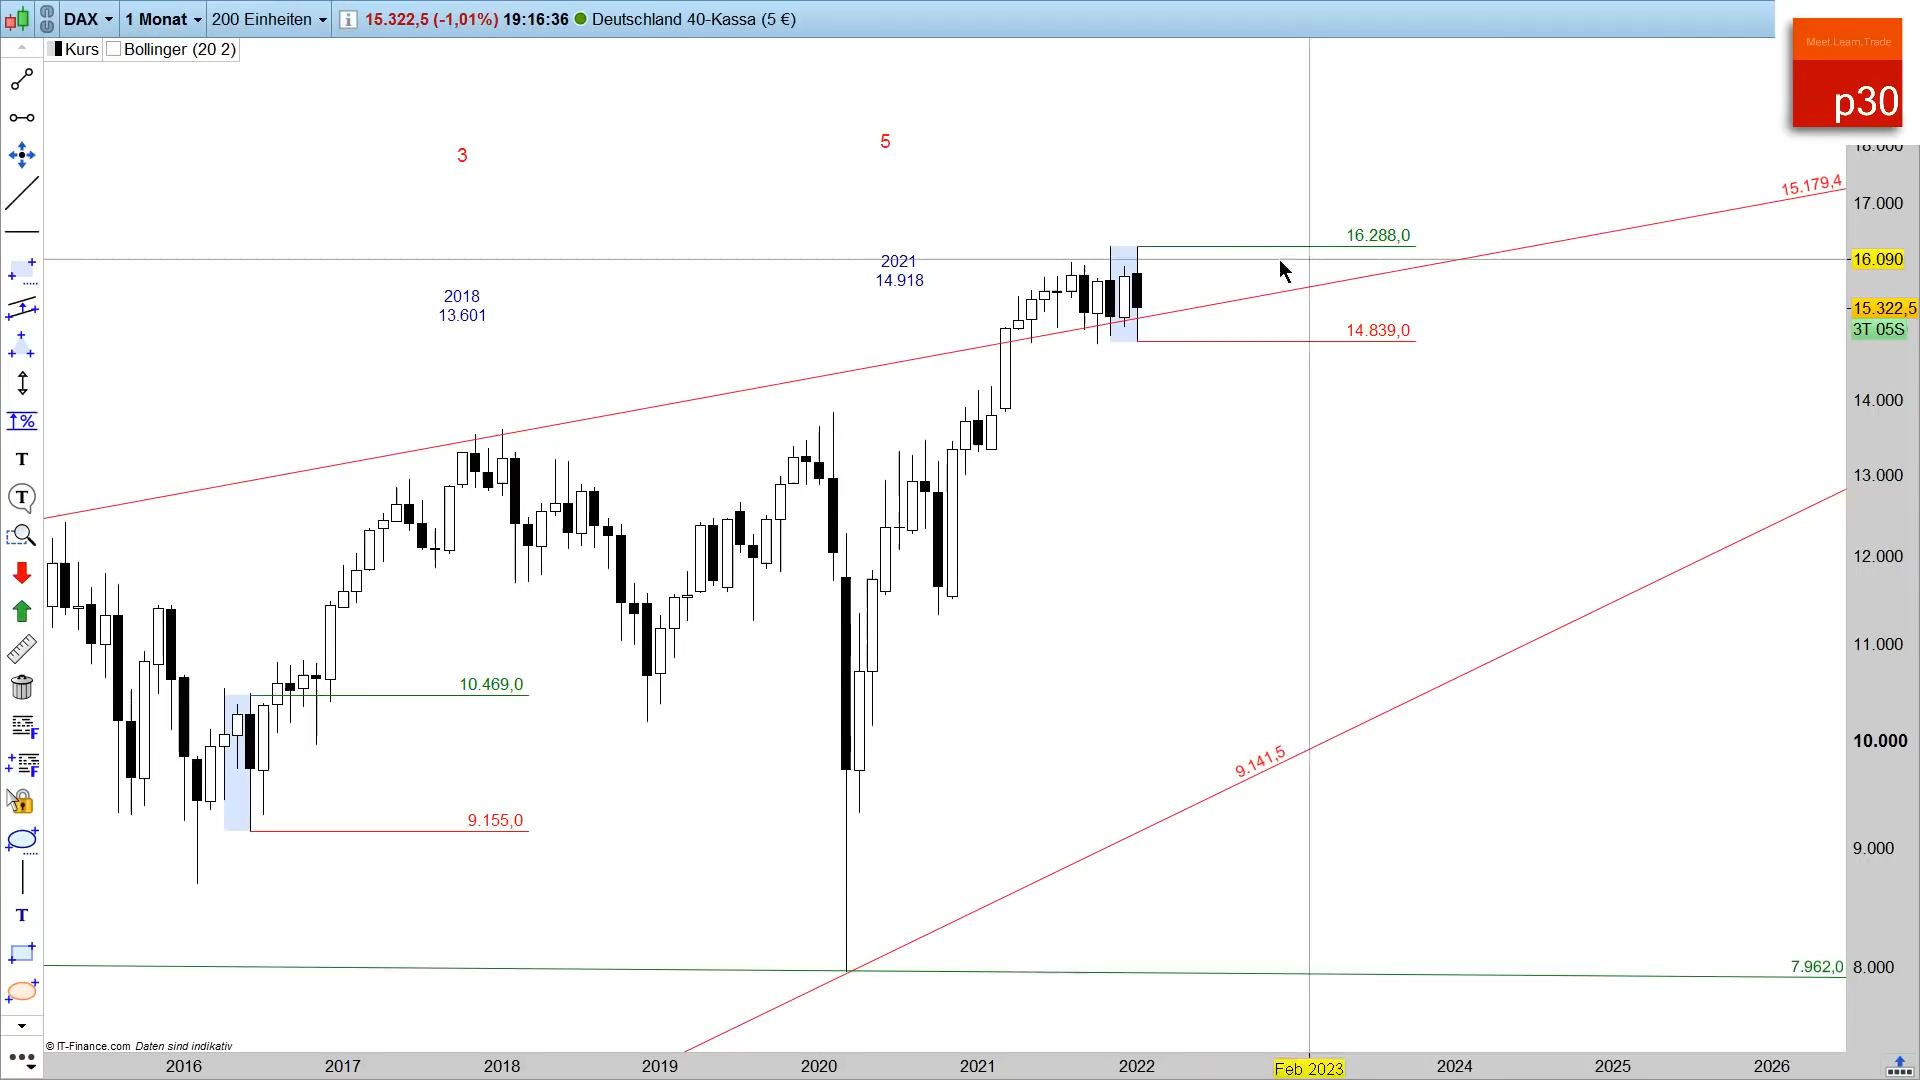 DAX 1 Monat 200 Einheiten 15.322,5 (-1,01%) 19:16:36 Deutschland 40-Kassa (5 €)
Kurs Bollinger (20 2)
Meet.Learn.Trade
p30
3
5
18.000
15.179,4
17.000
16.288,0
2021
14.918
16.090
2018
13.601
15.322,5
3T 05S
14.839,0
14.000
13.000
12.000
11.000
10.469,0
10.000
9.141,5
9.155,0
9.000
7.962,0
8.000
%
T
T
F
F
T
© IT-Finance.com Daten sind indikativ
2016 2017 2018 2019 2020 2021 2022 Feb 2023 2024 2025 2026